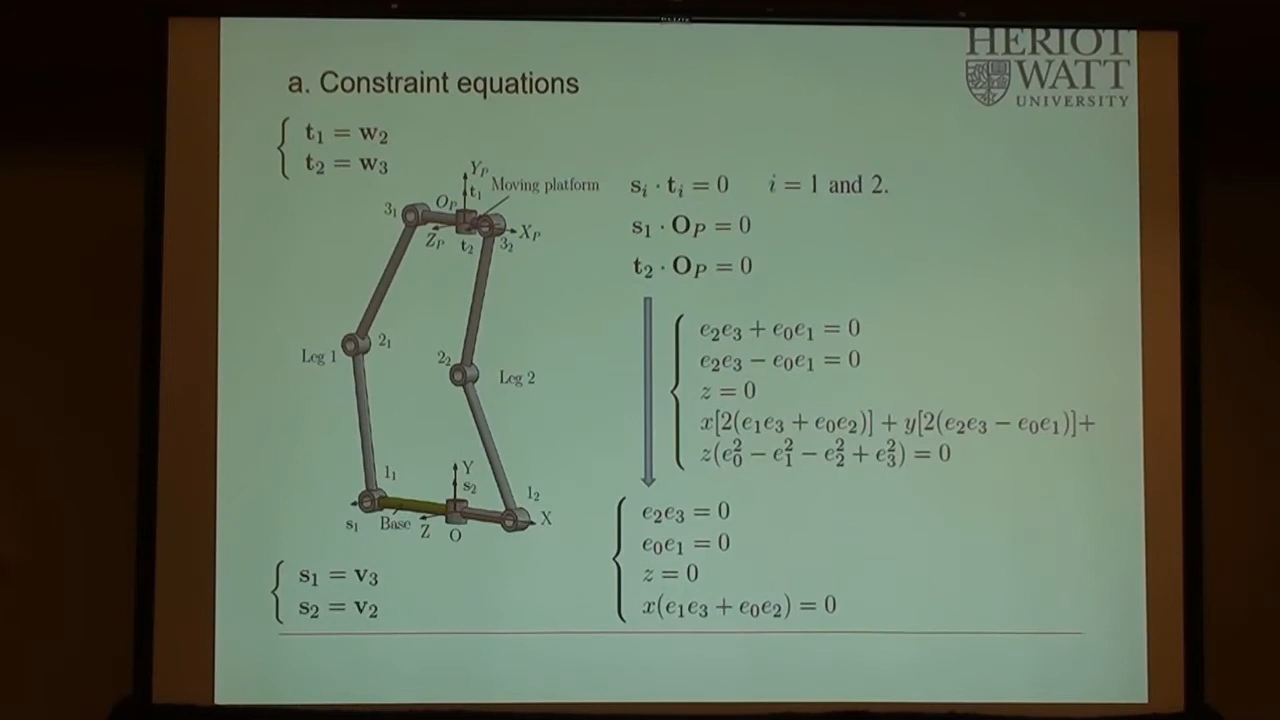 HERIOT
WATT
UNIVERSITY
a. Constraint equations
t₁ = w₂
t₂ = w₃
Y_P
t₁
Moving platform
O_P
3₁
X_P
Z_P
t₂
3₂
2₁
Leg 1
2₂
Leg 2
1₁
Y
s₂
1₂
s₁
Base
Z
O
X
s₁ = v₃
s₂ = v₂
sᵢ · tᵢ = 0 i = 1 and 2.
s₁ · O_P = 0
t₂ · O_P = 0
e₂e₃ + e₀e₁ = 0
e₂e₃ − e₀e₁ = 0
z = 0
x[2(e₁e₃ + e₀e₂)] + y[2(e₂e₃ − e₀e₁)]+
z(e₀² − e₁² − e₂² + e₃²) = 0
e₂e₃ = 0
e₀e₁ = 0
z = 0
x(e₁e₃ + e₀e₂) = 0